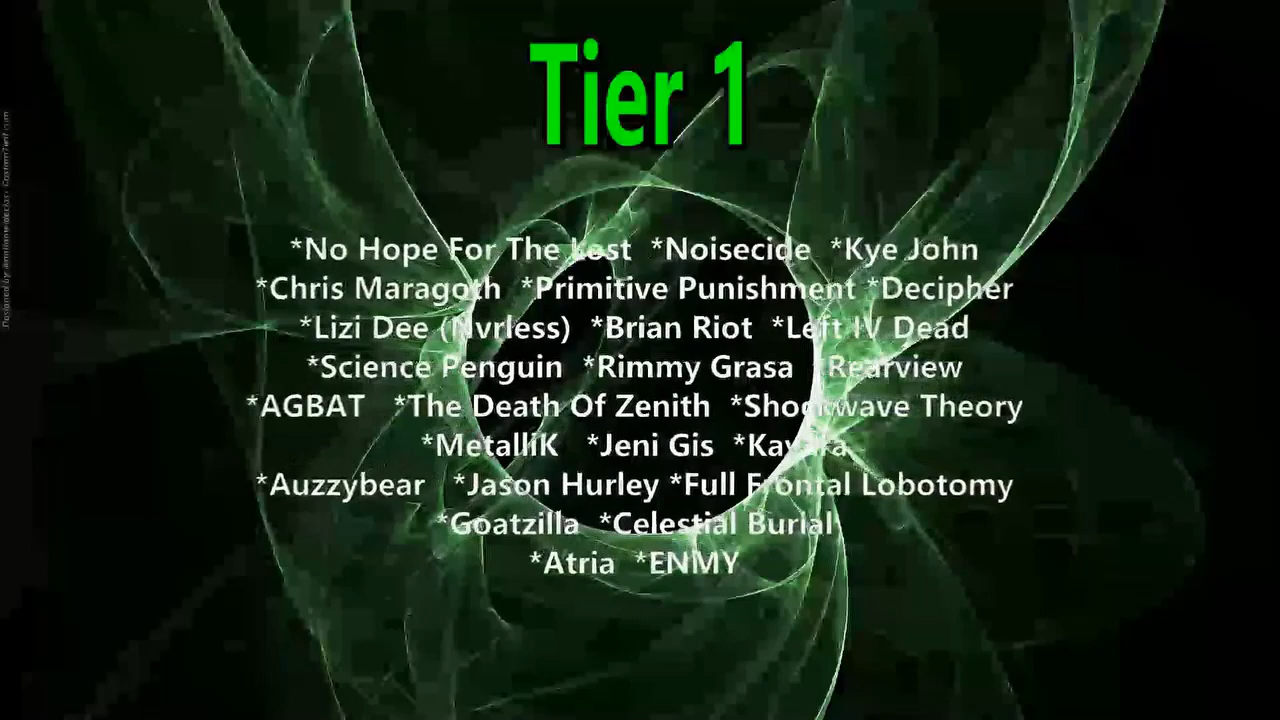 Tier 1
*No Hope For The Lost *Noisecide *Kye John
*Chris Maragoth *Primitive Punishment *Decipher
*Lizi Dee (Nvrless) *Brian Riot *Left IV Dead
*Science Penguin *Rimmy Grasa *Rearview
*AGBAT *The Death Of Zenith *Shockwave Theory
*MetalliK *Jeni Gis
*Auzzybear *Jason Hurley *Full Frontal Lobotomy
*Goatzilla *Celestial Burial
*Atria *ENMY